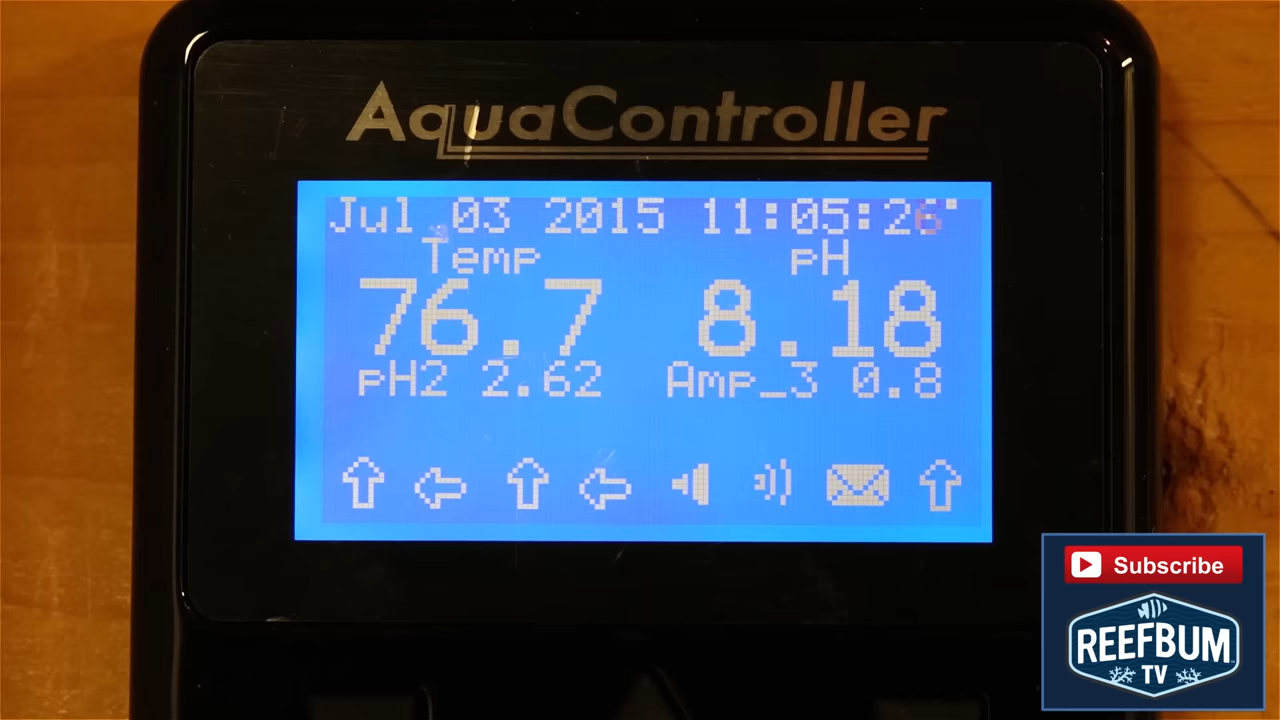 AquaController
Jul 03 2015 11:05:26
Temp pH
76.7 8.18
pH2 2.62 Amp_3 0.8
Subscribe
REEFBUM
TV